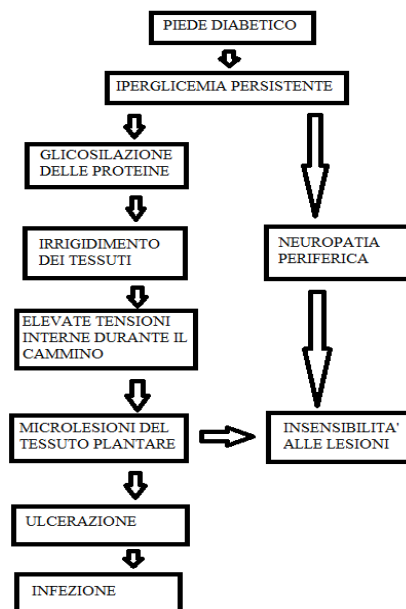 PIEDE DIABETICO
IPERGLICEMIA PERSISTENTE
GLICOSILAZIONE
DELLE PROTEINE
IRRIGIDIMENTO
DEI TESSUTI
NEUROPATIA
PERIFERICA
ELEVATE TENSIONI
INTERNE DURANTE IL
CAMMINO
MICROLESIONI DEL
TESSUTO PLANTARE
INSENSIBILITA'
ALLE LESIONI
ULCERAZIONE
INFEZIONE